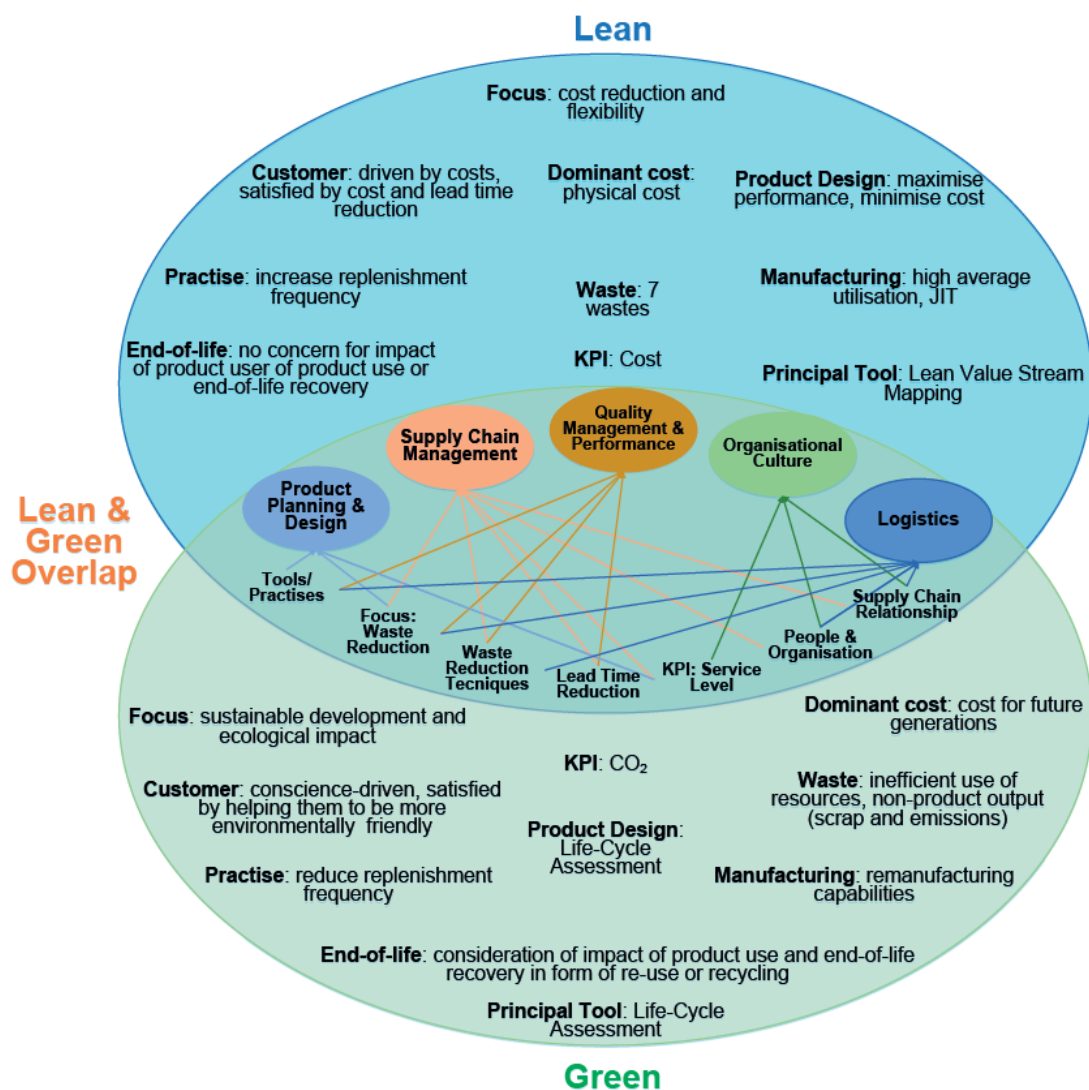 Lean
Focus: cost reduction and
flexibility
Customer: driven by costs,
satisfied by cost and lead time
reduction
Dominant cost:
physical cost
Product Design: maximise
performance, minimise cost
Practise: increase replenishment
frequency
Waste: 7
wastes
Manufacturing: high average
utilisation, JIT
End-of-life: no concern for impact
of product user of product use or
end-of-life recovery
KPI: Cost
Principal Tool: Lean Value Stream
Mapping
Lean &
Green
Overlap
Product
Planning &
Design
Supply Chain
Management
Quality
Management &
Performance
Organisational
Culture
Logistics
Tools/
Practises
Focus:
Waste
Reduction
Waste
Reduction
Tecniques
Lead Time
Reduction
KPI: Service
Level
People &
Organisation
Supply Chain
Relationship
Focus: sustainable development and
ecological impact
Dominant cost: cost for future
generations
KPI: CO₂
Customer: conscience-driven, satisfied
by helping them to be more
environmentally friendly
Waste: inefficient use of
resources, non-product output
(scrap and emissions)
Product Design:
Life-Cycle
Assessment
Practise: reduce replenishment
frequency
Manufacturing: remanufacturing
capabilities
End-of-life: consideration of impact of product use and end-of-life
recovery in form of re-use or recycling
Principal Tool: Life-Cycle
Assessment
Green